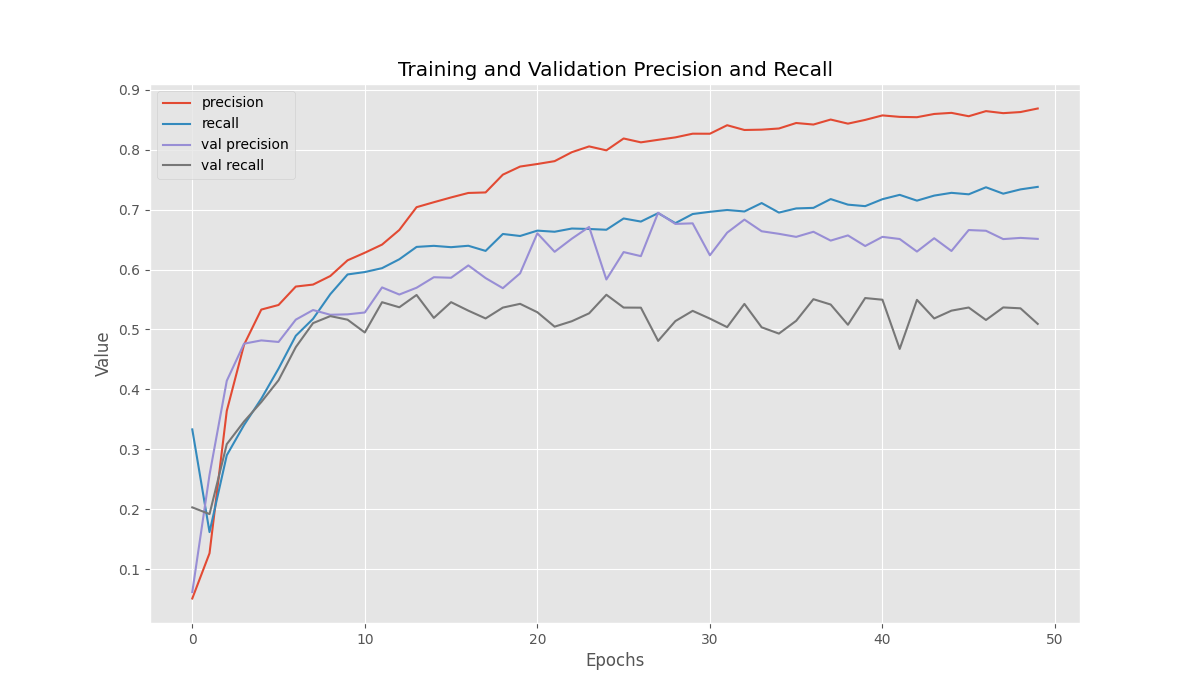 Training and Validation Precision and Recall
precision
recall
val precision
val recall
Value
0.9
0.8
0.7
0.6
0.5
0.4
0.3
0.2
0.1
0 10 20 30 40 50
Epochs